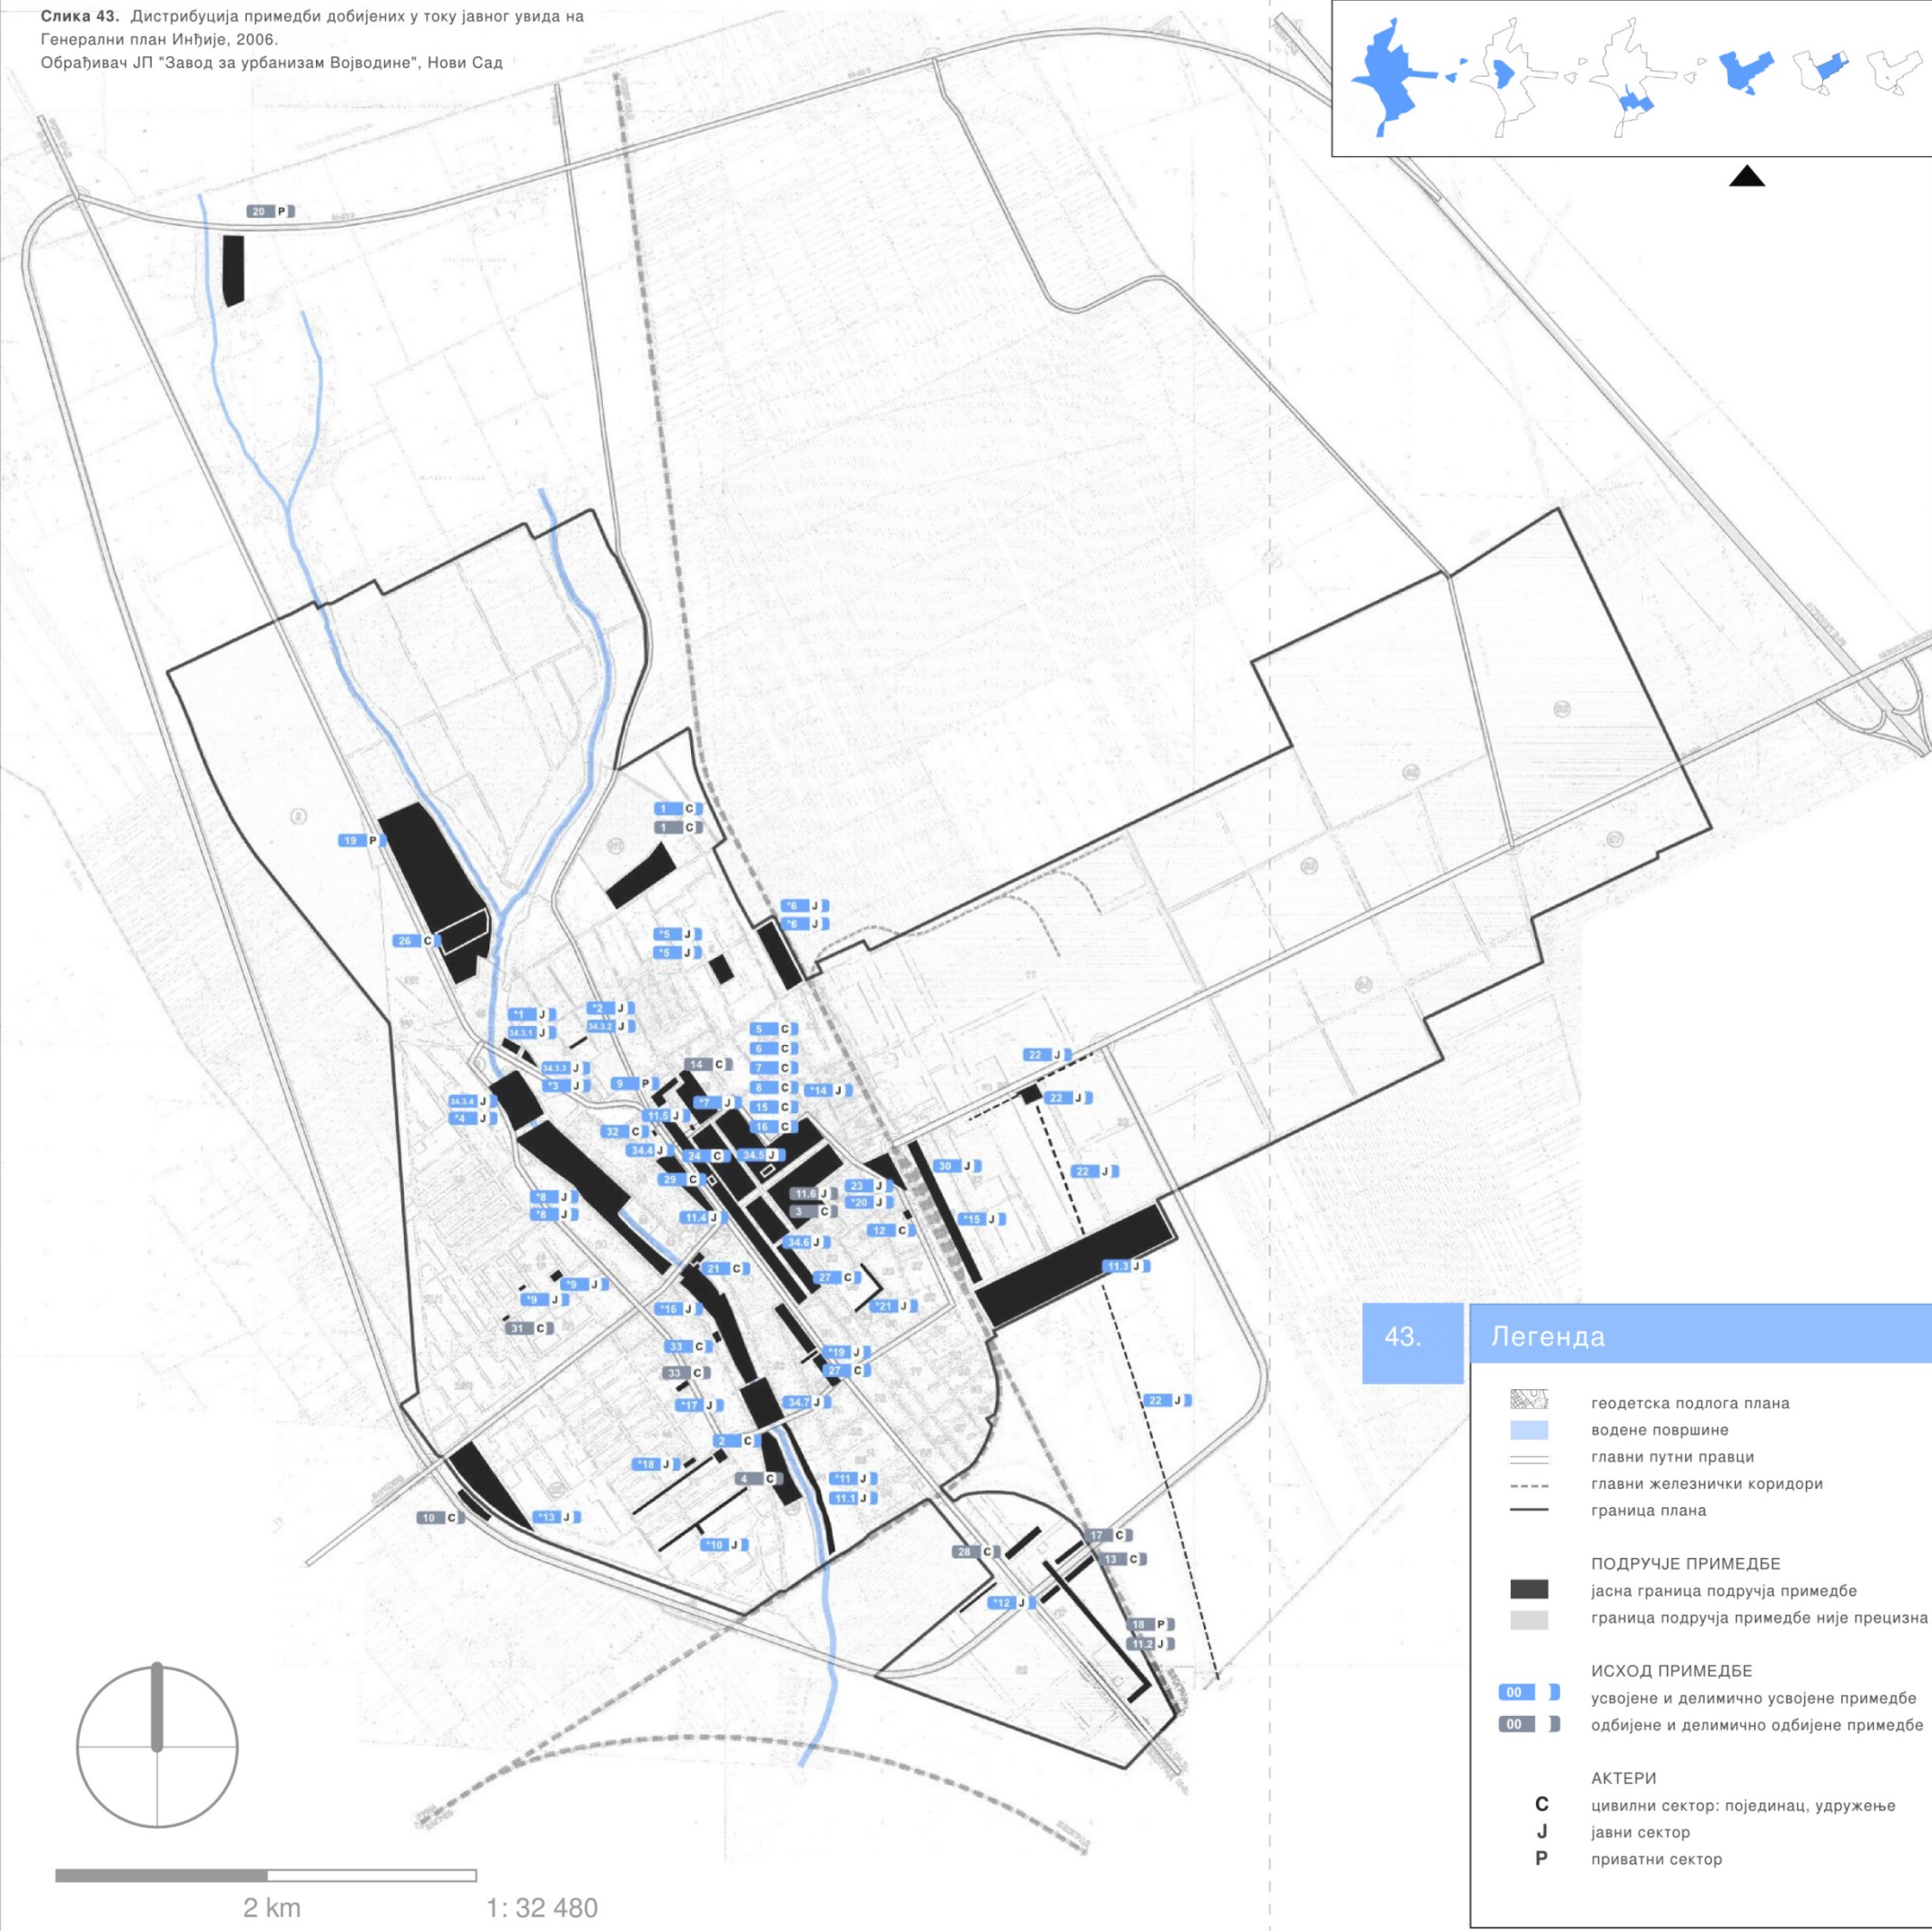 Слика 43. Дистрибуција примедби добијених у току јавног увида на
Генерални план Инђије, 2006.
Обрађивач ЈП "Завод за урбанизам Војводине", Нови Сад
20 P
1 C
1 C
19 P
*6 J
*6 J
26 C
*5 J
*5 J
*1 J
34.3.1 J
*2 J
34.3.2 J
5 C
6 C
7 C
8 C
15 C
16 C
14 C
22 J
34.3.3 J
*3 J
9 P
*14 J
22 J
34.3.4 J
*4 J
*7 J
11.5 J
32 C
34.4 J
24 C
34.5 J
30 J
22 J
29 C
11.6 J
3 C
23 J
*20 J
*8 J
*8 J
11.4 J
12 C
*15 J
34.6 J
21 C
27 C
11.3 J
*9 J
*9 J
*16 J
*21 J
31 C
33 C
*19 J
27 C
33 C
*17 J
34.7 J
22 J
2 C
*18 J
4 C
*11 J
11.1 J
10 C
*13 J
*10 J
28 C
17 C
13 C
*12 J
18 P
11.2 J
2 km
1: 32 480
43.
Легенда
геодетска подлога плана
водене површине
главни путни правци
главни железнички коридори
граница плана
ПОДРУЧЈЕ ПРИМЕДБЕ
јасна граница подручја примедбе
граница подручја примедбе није прецизна
ИСХОД ПРИМЕДБЕ
00 усвојене и делимично усвојене примедбе
00 одбијене и делимично одбијене примедбе
АКТЕРИ
C цивилни сектор: појединац, удружење
J јавни сектор
P приватни сектор